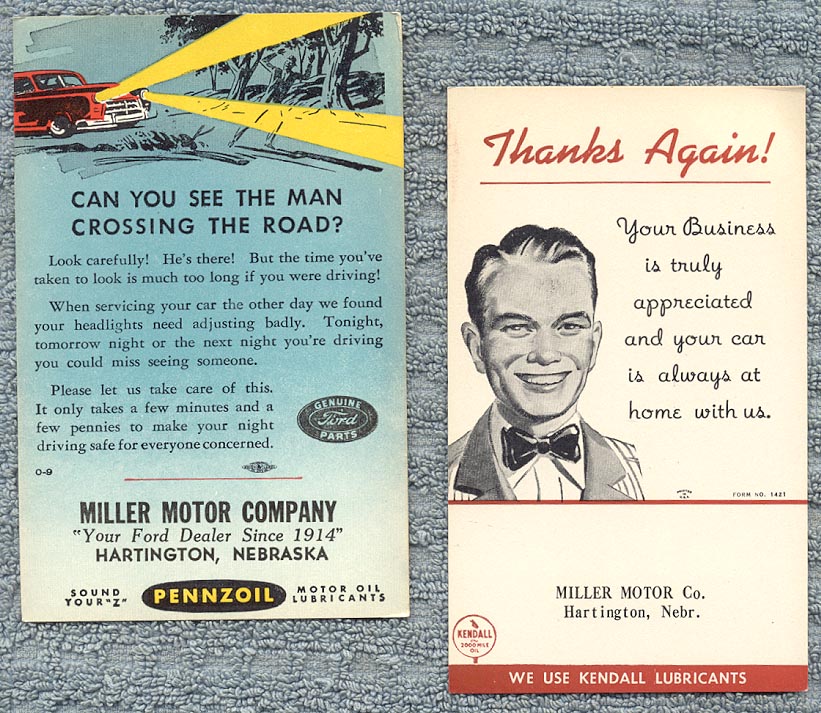 CAN YOU SEE THE MAN
CROSSING THE ROAD?
Look carefully! He's there! But the time you've
taken to look is much too long if you were driving!
When servicing your car the other day we found
your headlights need adjusting badly. Tonight,
tomorrow night or the next night you're driving
you could miss seeing someone.
Please let us take care of this.
It only takes a few minutes and a
few pennies to make your night
driving safe for everyone concerned.
GENUINE
Ford
PARTS
O-9
MILLER MOTOR COMPANY
"Your Ford Dealer Since 1914"
HARTINGTON, NEBRASKA
SOUND
YOUR "Z"
PENNZOIL
MOTOR OIL
LUBRICANTS
Thanks Again!
Your Business
is truly
appreciated
and your car
is always at
home with us.
FORM NO. 1421
MILLER MOTOR Co.
Hartington, Nebr.
KENDALL
2000 MILE
OIL
WE USE KENDALL LUBRICANTS